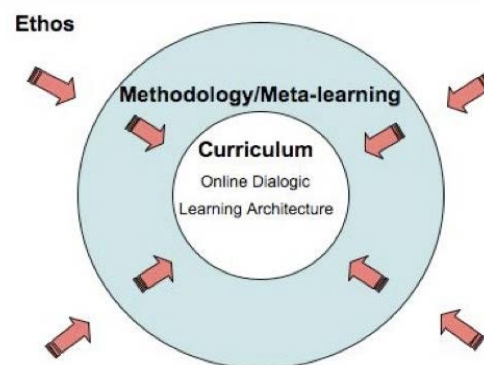 Ethos
Methodology/Meta-learning
Curriculum
Online Dialogic
Learning Architecture